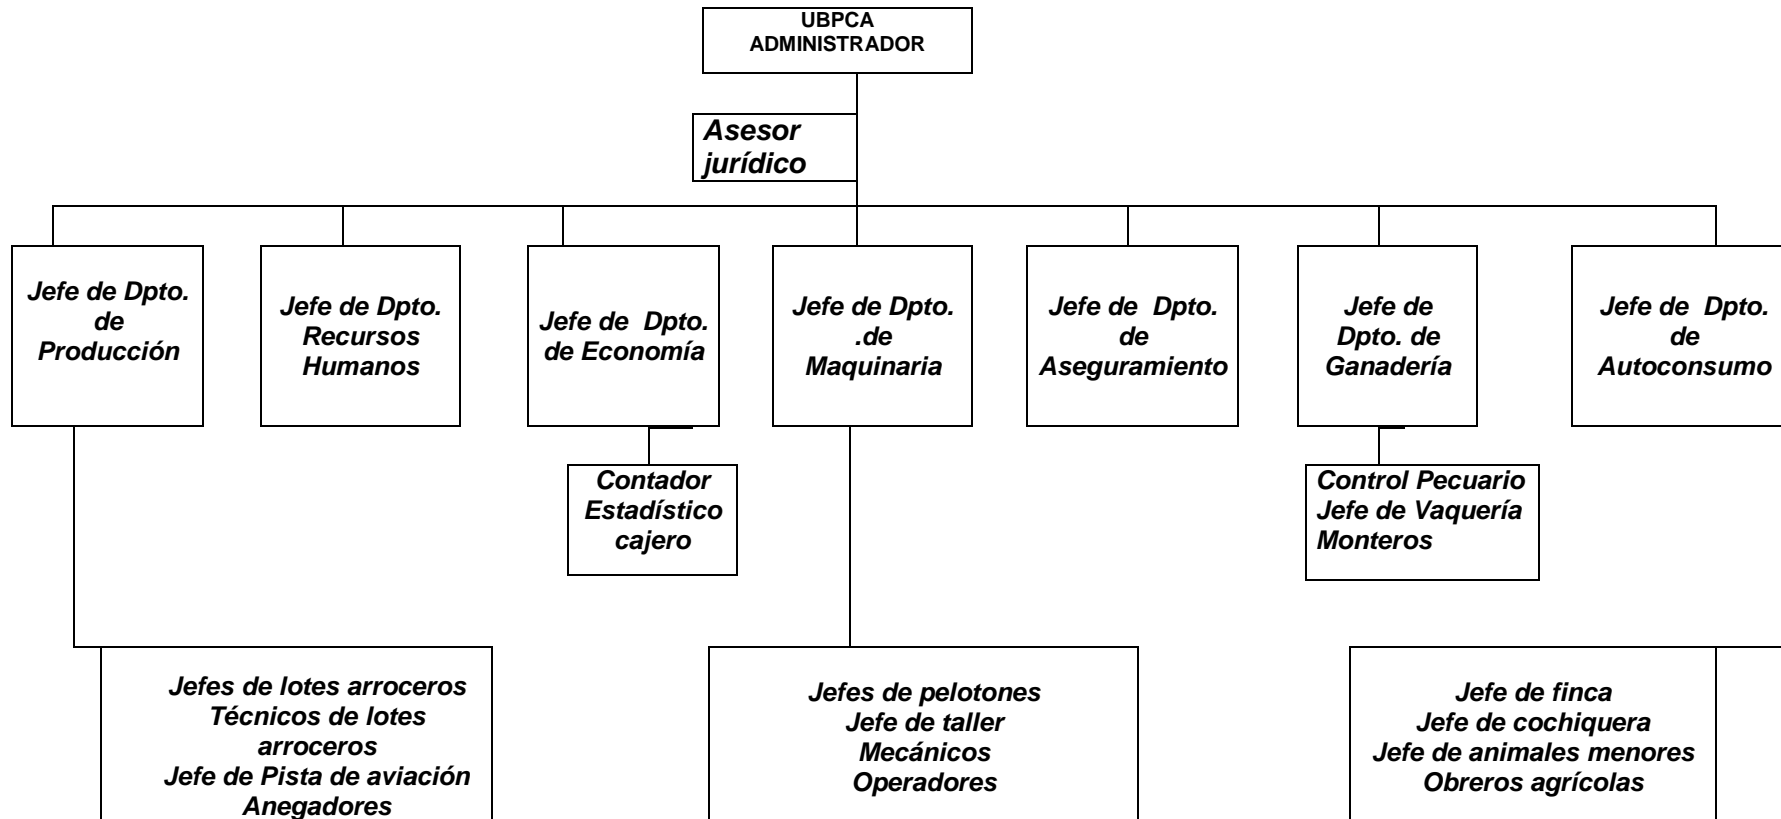 UBPCA
ADMINISTRADOR
Asesor
jurídico
Jefe de Dpto.
de
Producción
Jefe de Dpto.
Recursos
Humanos
Jefe de Dpto.
de Economía
Jefe de Dpto.
.de
Maquinaria
Jefe de Dpto.
de
Aseguramiento
Jefe de
Dpto. de
Ganadería
Jefe de Dpto.
de
Autoconsumo
Contador
Estadístico
cajero
Control Pecuario
Jefe de Vaquería
Monteros
Jefes de lotes arroceros
Técnicos de lotes
arroceros
Jefe de Pista de aviación
Anegadores
Jefes de pelotones
Jefe de taller
Mecánicos
Operadores
Jefe de finca
Jefe de cochiquera
Jefe de animales menores
Obreros agrícolas